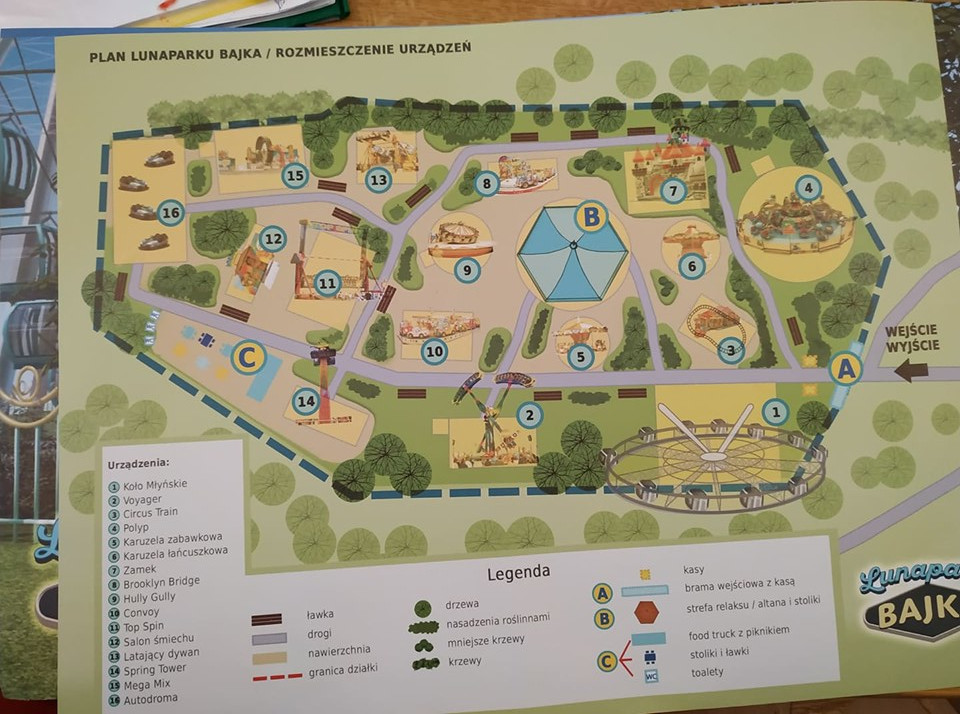 PLAN LUNAPARKU BAJKA / ROZMIESZCZENIE URZĄDZEŃ
15
13
8
7
4
16
B
12
9
6
11
10
5
3
C
14
2
1
A
WEJŚCIE
WYJŚCIE
Urządzenia:
1 Koło Młyńskie
2 Voyager
3 Circus Train
4 Polyp
5 Karuzela zabawkowa
6 Karuzela łańcuszkowa
7 Zamek
8 Brooklyn Bridge
9 Hully Gully
10 Convoy
11 Top Spin
12 Salon śmiechu
13 Latający dywan
14 Spring Tower
15 Mega Mix
16 Autodroma
Legenda
ławka
drogi
nawierzchnia
granica działki
drzewa
nasadzenia roślinnami
mniejsze krzewy
krzewy
kasy
A brama wejściowa z kasą
B strefa relaksu / altana i stoliki
food truck z piknikiem
C stoliki i ławki
WC toalety
Lunapa
BAJK